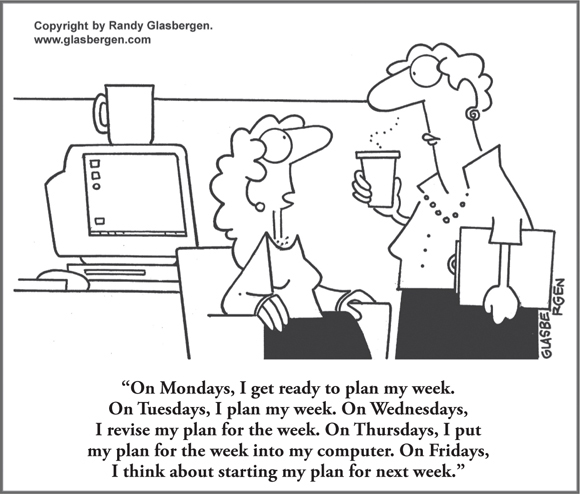 Copyright by Randy Glasbergen.
www.glasbergen.com
GLASBE
RGEN
“On Mondays, I get ready to plan my week.
On Tuesdays, I plan my week. On Wednesdays,
I revise my plan for the week. On Thursdays, I put
my plan for the week into my computer. On Fridays,
I think about starting my plan for next week.”